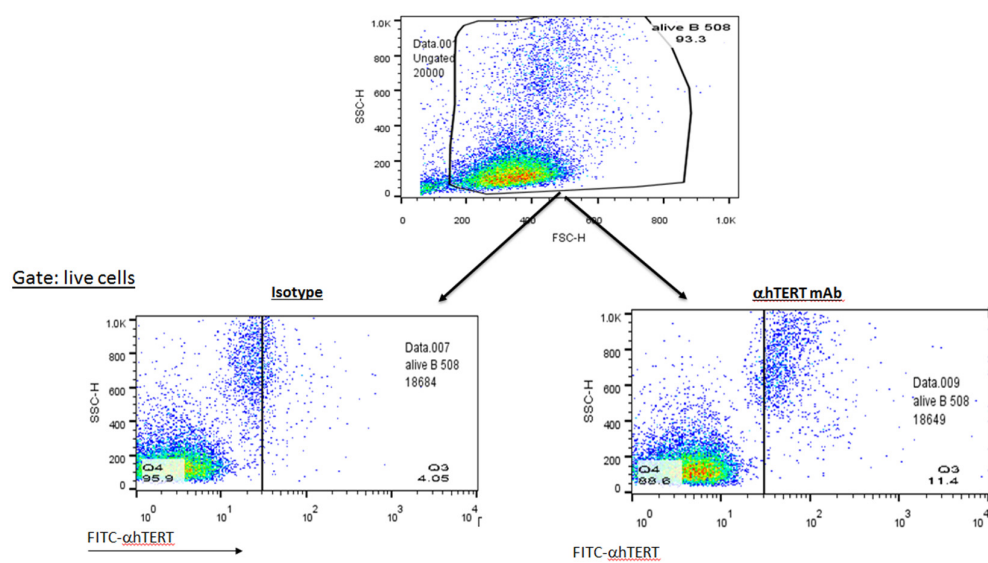 1.0K
alive B 508
93.3
Data.001
Ungated
20000
800
600
400
200
0
SSC-H
0 200 400 600 800 1.0K
FSC-H
Gate: live cells
Isotype
1.0K
Data.007
alive B 508
18684
800
600
400
200
0
SSC-H
Q4
95.9
Q3
4.05
10^0 10^1 10^2 10^3 10^4
FITC-αhTERT
αhTERT mAb
1.0K
Data.009
alive B 508
18649
800
600
400
200
0
SSC-H
Q4
88.6
Q3
11.4
10^0 10^1 10^2 10^3 10^4
FITC-αhTERT